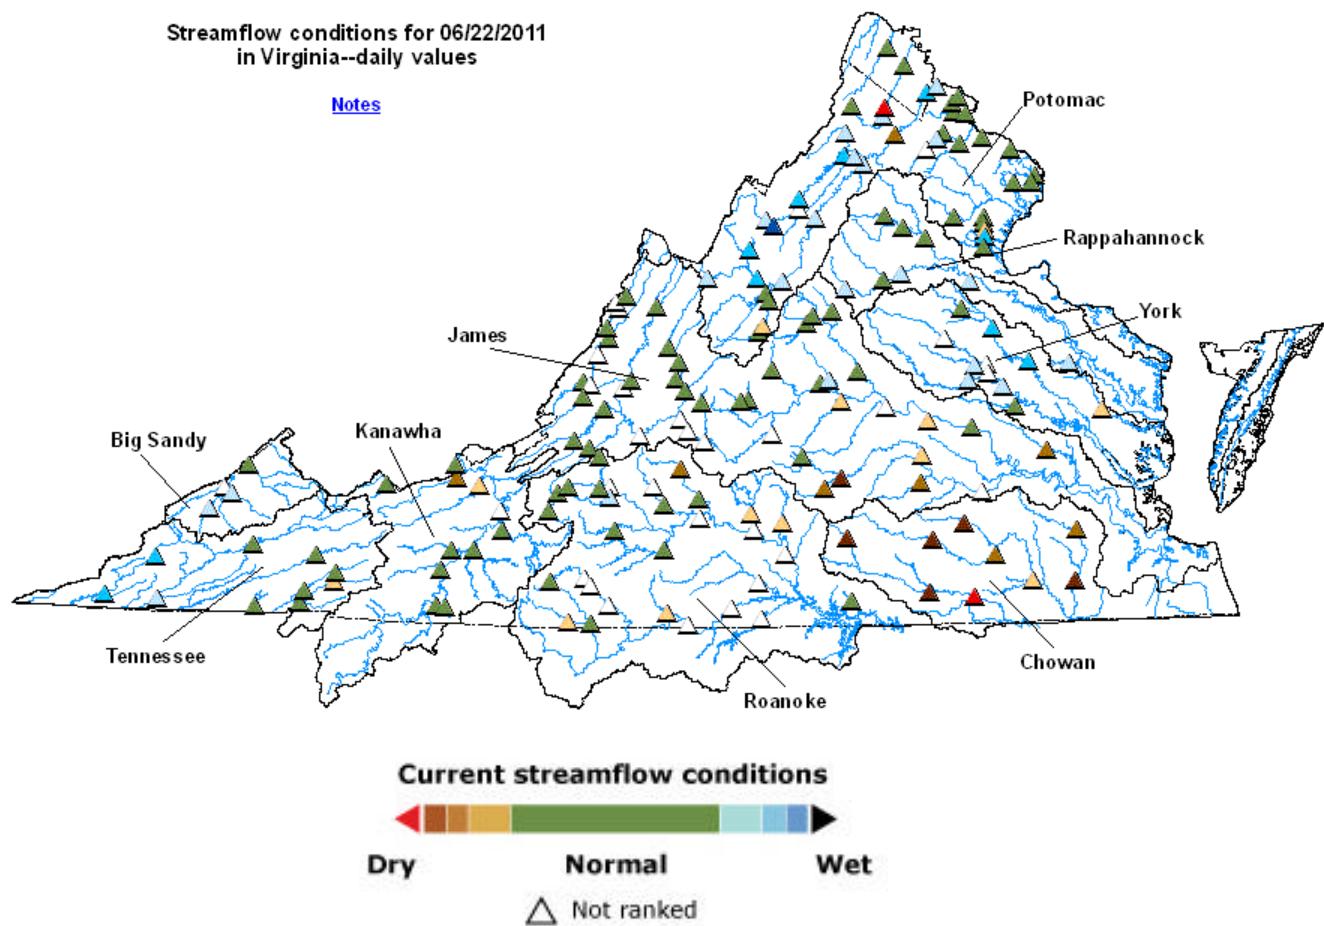 Streamflow conditions for 06/22/2011
in Virginia--daily values
Notes
Potomac
Rappahannock
York
James
Kanawha
Big Sandy
Tennessee
Chowan
Roanoke
Current streamflow conditions
Dry Normal Wet
Not ranked